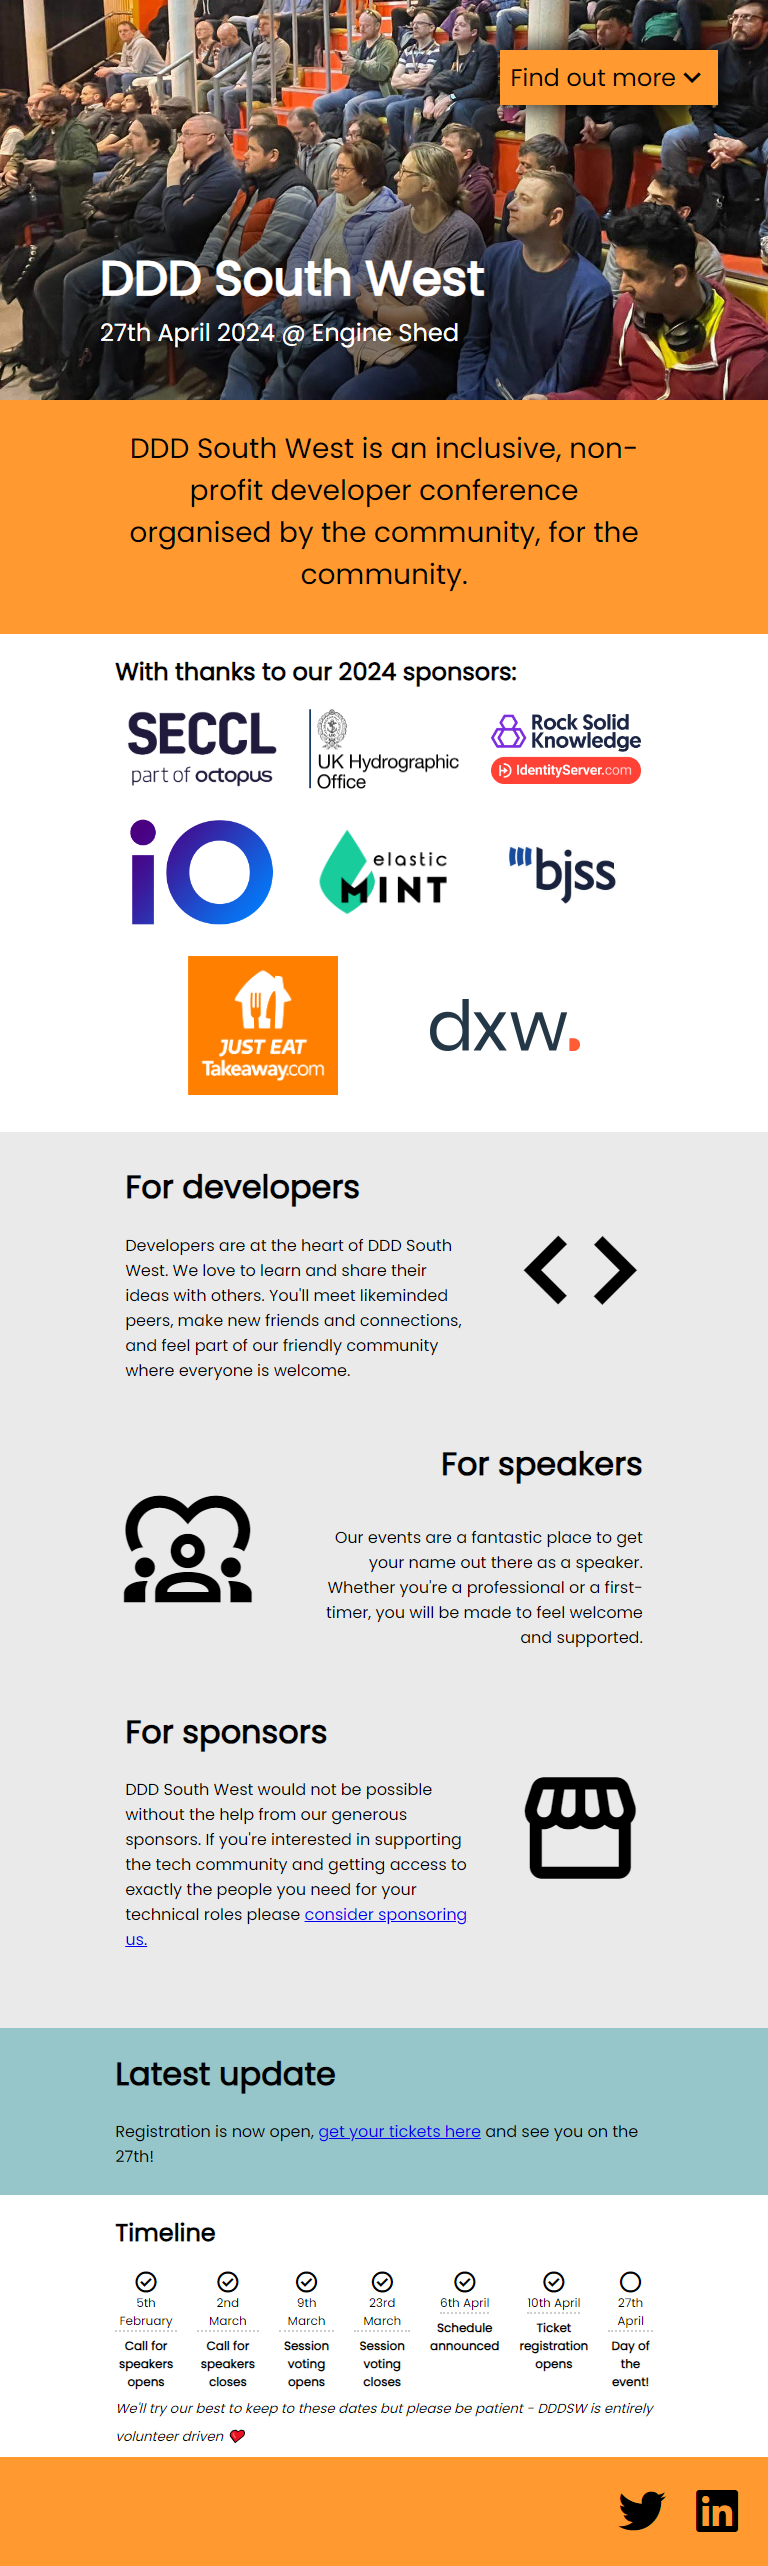 Find out more
DDD South West
27th April 2024 @ Engine Shed
DDD South West is an inclusive, non-
profit developer conference
organised by the community, for the
community.
With thanks to our 2024 sponsors:
SECCL
part of octopus
UK Hydrographic
Office
Rock Solid
Knowledge
IdentityServer.com
iO
elastic
MINT
bjss
JUST EAT
Takeaway.com
dxw.
For developers
Developers are at the heart of DDD South
West. We love to learn and share their
ideas with others. You'll meet likeminded
peers, make new friends and connections,
and feel part of our friendly community
where everyone is welcome.
For speakers
Our events are a fantastic place to get
your name out there as a speaker.
Whether you're a professional or a first-
timer, you will be made to feel welcome
and supported.
For sponsors
DDD South West would not be possible
without the help from our generous
sponsors. If you're interested in supporting
the tech community and getting access to
exactly the people you need for your
technical roles please consider sponsoring
us.
Latest update
Registration is now open, get your tickets here and see you on the
27th!
Timeline
5th
February
Call for
speakers
opens
2nd
March
Call for
speakers
closes
9th
March
Session
voting
opens
23rd
March
Session
voting
closes
6th April
Schedule
announced
10th April
Ticket
registration
opens
27th
April
Day of
the
event!
We'll try our best to keep to these dates but please be patient - DDDSW is entirely
volunteer driven ❤️
in